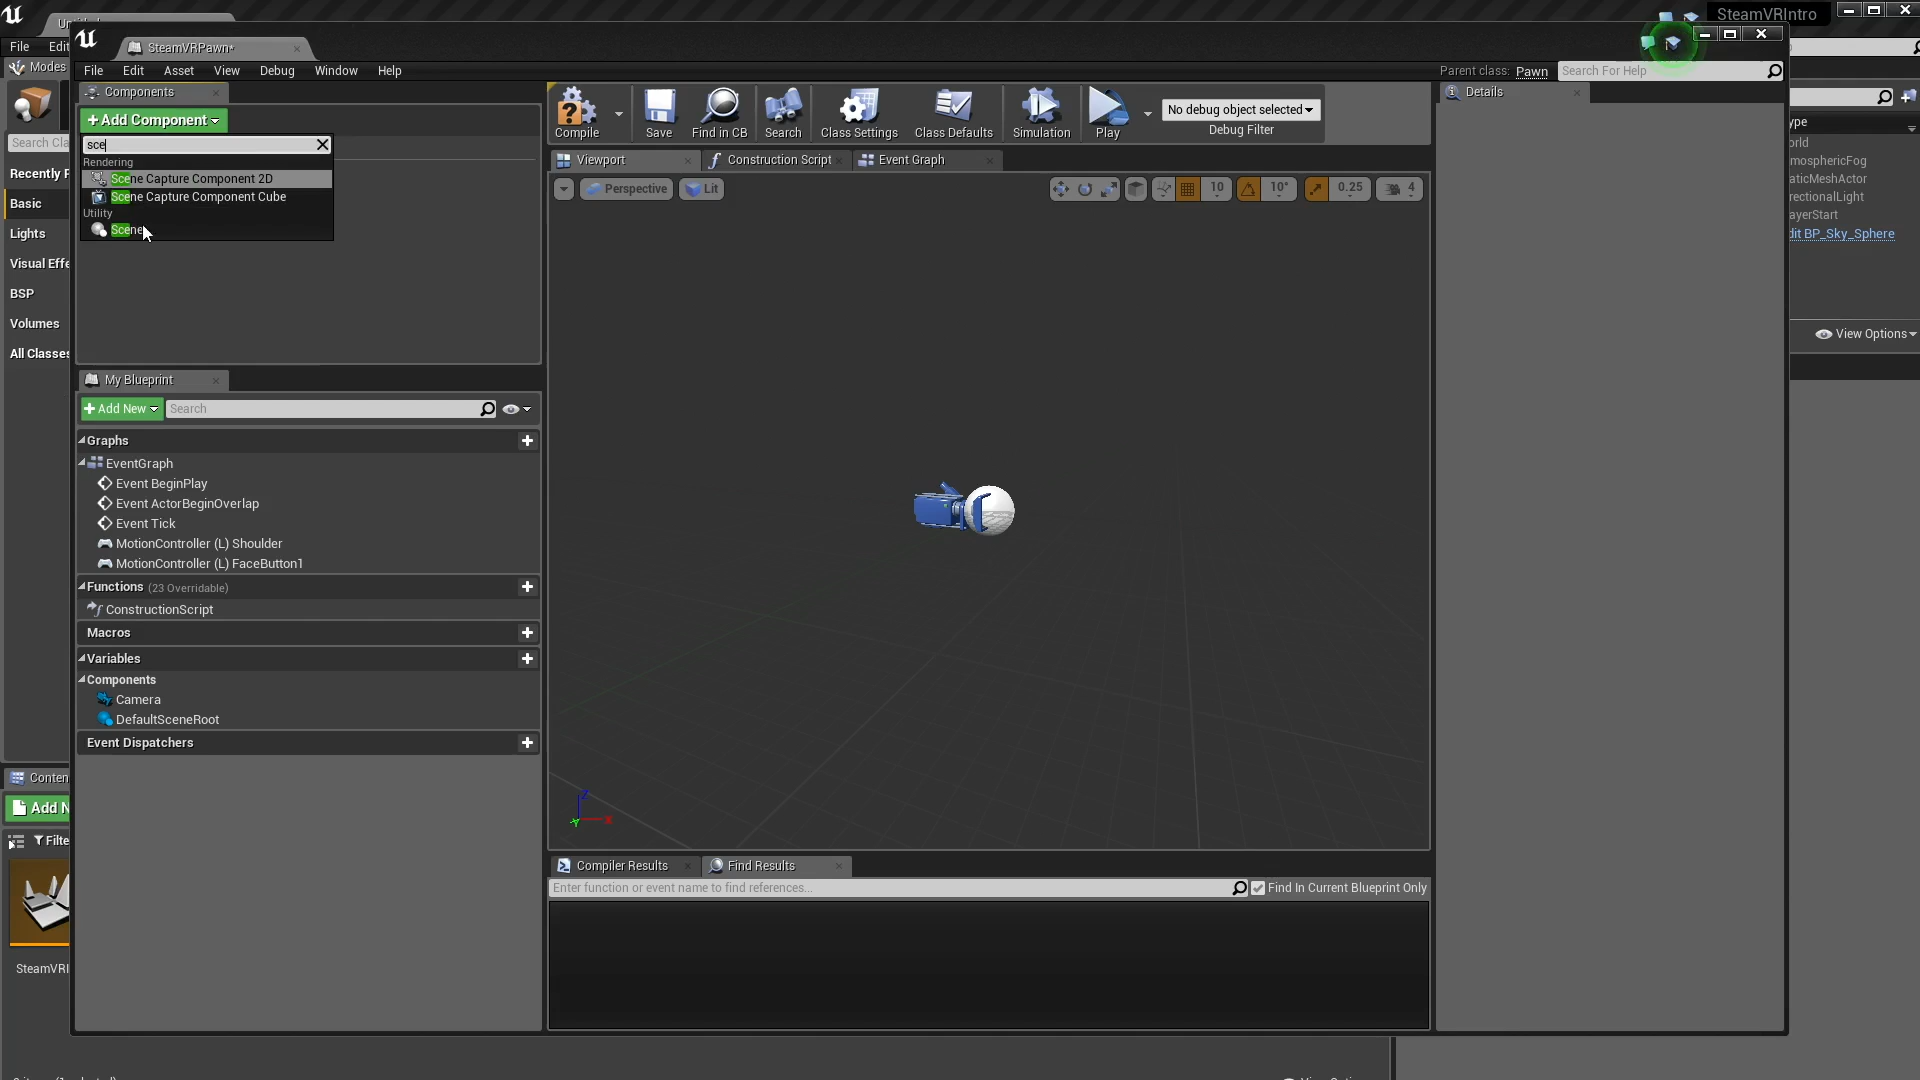 SteamVRIntro
File Edit
SteamVRPawn*
File Edit Asset View Debug Window Help
Parent class: Pawn
Search For Help
Modes
Components
Details
+ Add Component
sce
Rendering
Scene Capture Component 2D
Scene Capture Component Cube
Utility
Scene
Compile
Save
Find in CB
Search
Class Settings
Class Defaults
Simulation
Play
No debug object selected
Debug Filter
Viewport
Construction Script
Event Graph
Perspective
Lit
10
10°
0.25
4
Search Cla
Recently P
Basic
Lights
Visual Effe
BSP
Volumes
All Classes
ype
orld
mosphericFog
aticMeshActor
rectionalLight
ayerStart
dit BP_Sky_Sphere
View Options
My Blueprint
+ Add New
Search
Graphs
EventGraph
Event BeginPlay
Event ActorBeginOverlap
Event Tick
MotionController (L) Shoulder
MotionController (L) FaceButton1
Functions (23 Overridable)
ConstructionScript
Macros
Variables
Components
Camera
DefaultSceneRoot
Event Dispatchers
Z
X
Y
Conten
Add N
Filte
SteamVRI
Compiler Results
Find Results
Enter function or event name to find references...
Find In Current Blueprint Only